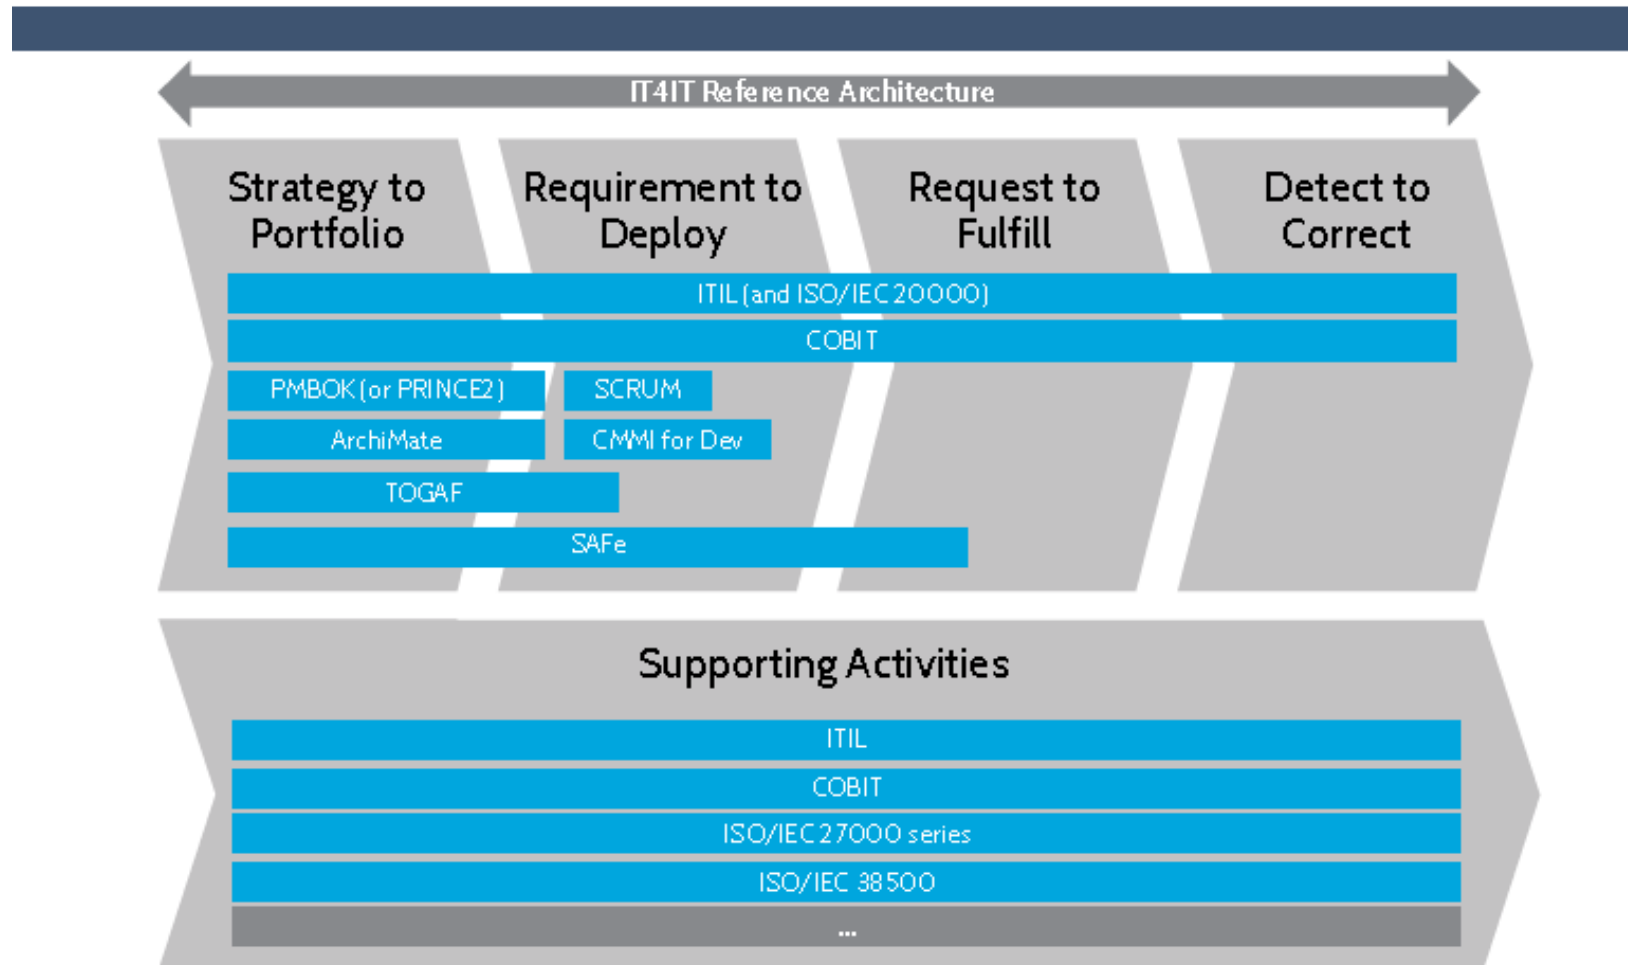 IT4IT Reference Architecture
Strategy to
Portfolio
Requirement to
Deploy
Request to
Fulfill
Detect to
Correct
ITIL (and ISO/IEC 20000)
COBIT
PMBOK (or PRINCE2)
SCRUM
ArchiMate
CMMI for Dev
TOGAF
SAFe
Supporting Activities
ITIL
COBIT
ISO/IEC 27000 series
ISO/IEC 38500
...